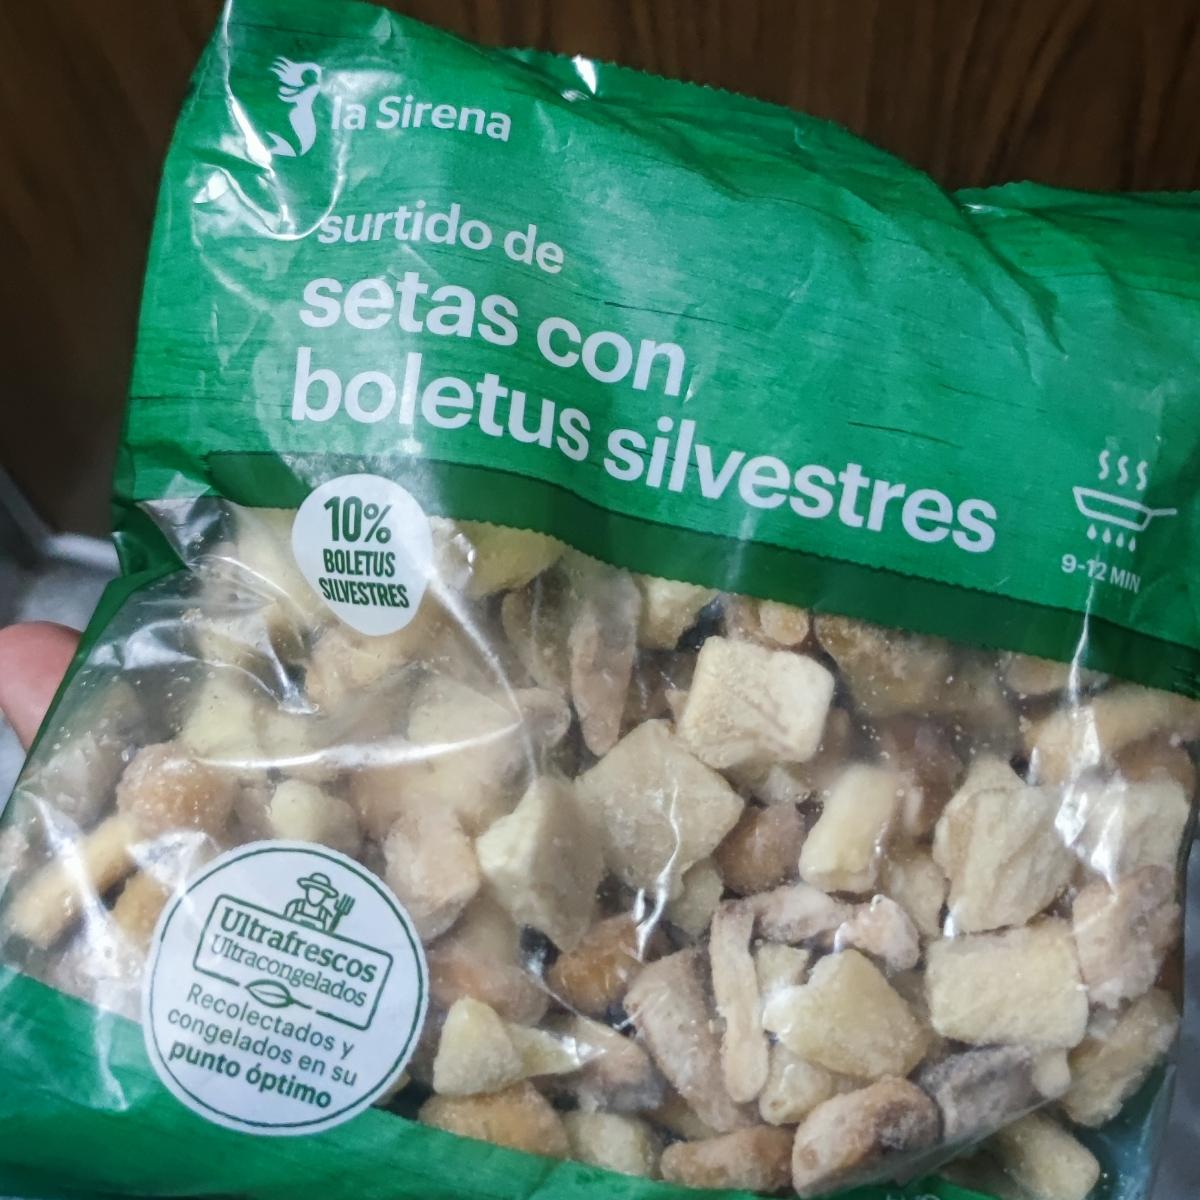 la Sirena
surtido de
setas con
boletus silvestres
9-12 MIN
10%
BOLETUS
SILVESTRES
Ultrafrescos
Ultracongelados
Recolectados y
congelados en su
punto óptimo